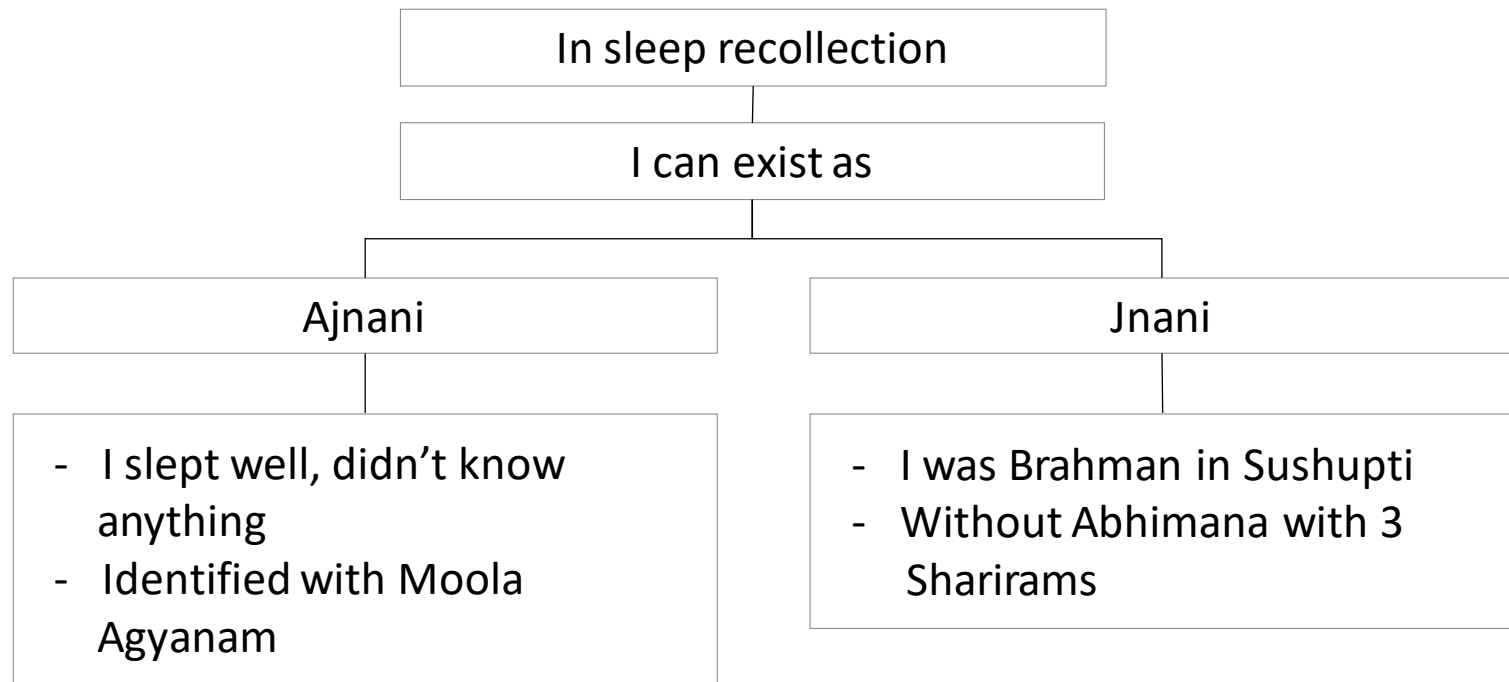 In sleep recollection
I can exist as
Ajnani
Jnani
- I slept well, didn’t know
anything
- Identified with Moola
Agyanam
- I was Brahman in Sushupti
- Without Abhimana with 3
Sharirams